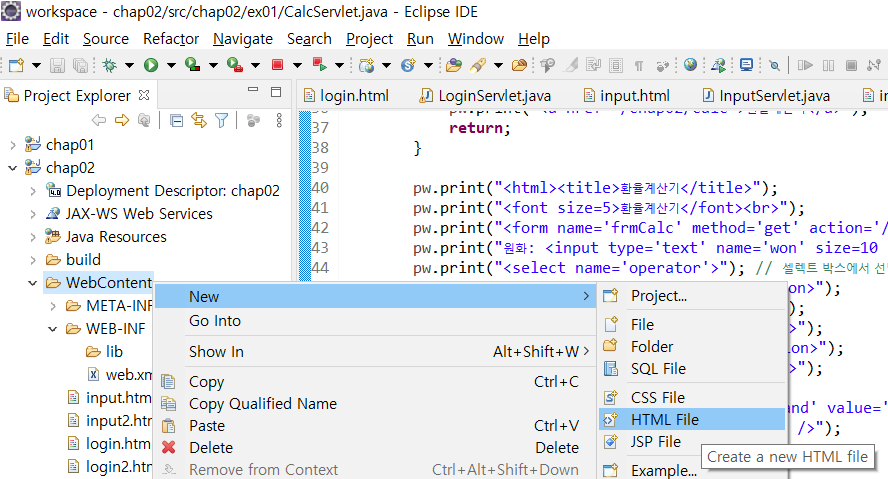 workspace - chap02/src/chap02/ex01/CalcServlet.java - Eclipse IDE
File Edit Source Refactor Navigate Search Project Run Window Help
Project Explorer
login.html LoginServlet.java input.html InputServlet.java in
chap01
chap02
Deployment Descriptor: chap02
JAX-WS Web Services
Java Resources
build
WebContent
META-INF
WEB-INF
lib
web.xm
input.htm
input2.htm
login.htm
login2.htm
37 return;
38 }
39
40 pw.print("<html><title>환율계산기</title>");
41 pw.print("<font size=5>환율계산기</font><br>");
42 pw.print("<form name='frmCalc' method='get' action='/
43 pw.print("원화: <input type='text' name='won' size=10
44 pw.print("<select name='operator'>"); // 셀렉트 박스에서 선
on>");
);
>");
ion>");
>");
and' value='
/>");
New
Go Into
Show In Alt+Shift+W
Copy Ctrl+C
Copy Qualified Name
Paste Ctrl+V
Delete Delete
Remove from Context Ctrl+Alt+Shift+Down
Project...
File
Folder
SQL File
CSS File
HTML File
JSP File
Example...
Create a new HTML file